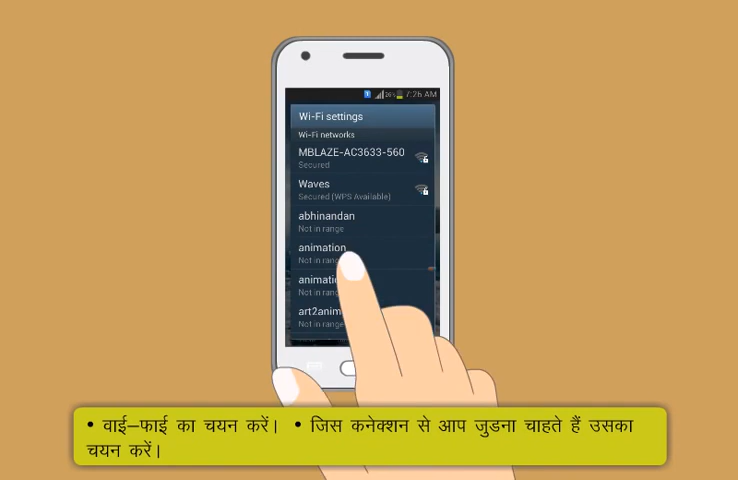 26% 7:26 AM
Wi-Fi settings
Wi-Fi networks
MBLAZE-AC3633-560
Secured
Waves
Secured (WPS Available)
abhinandan
Not in range
animation
Not in
Not in
Not in range
• वाई–फाई का चयन करें। • जिस कनेक्शन से आप जुडना चाहते हैं उसका
चयन करें।